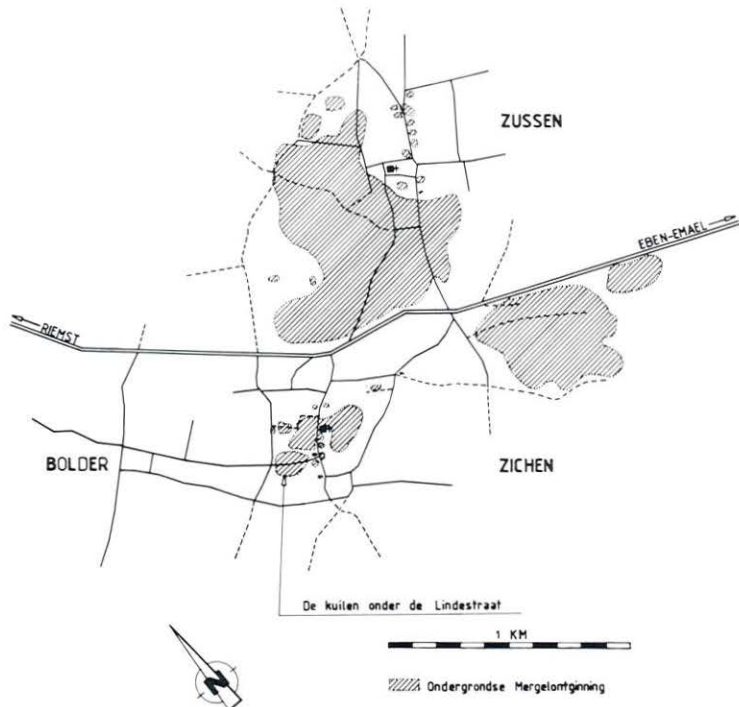 ZUSSEN
EBEN-EMAEL
RIEMST
BOLDER
ZICHEN
De kuilen onder de Lindestraat
1 KM
N
Ondergrondse Mergelontginning